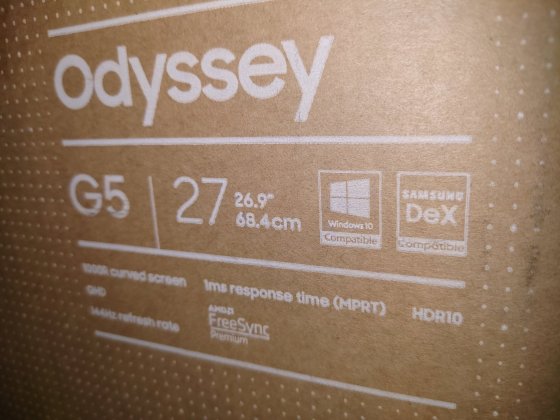 Odyssey
G5
27
26.9"
68.4cm
Windows 10
Compatible
SAMSUNG
DeX
Compatible
1000R curved screen
1ms response time (MPRT)
HDR10
QHD
AMD
FreeSync
Premium
144Hz refresh rate